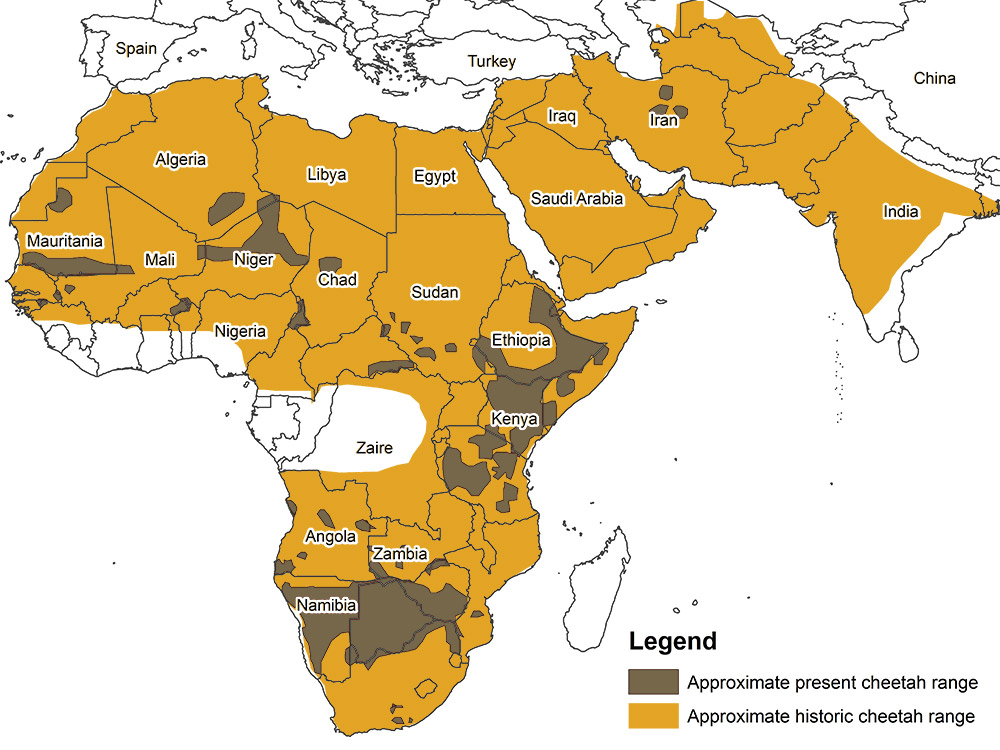 Spain
Turkey
China
Iraq
Iran
Algeria
Libya
Egypt
Saudi Arabia
India
Mauritania
Mali
Niger
Chad
Sudan
Nigeria
Ethiopia
Kenya
Zaire
Angola
Zambia
Namibia
Legend
Approximate present cheetah range
Approximate historic cheetah range